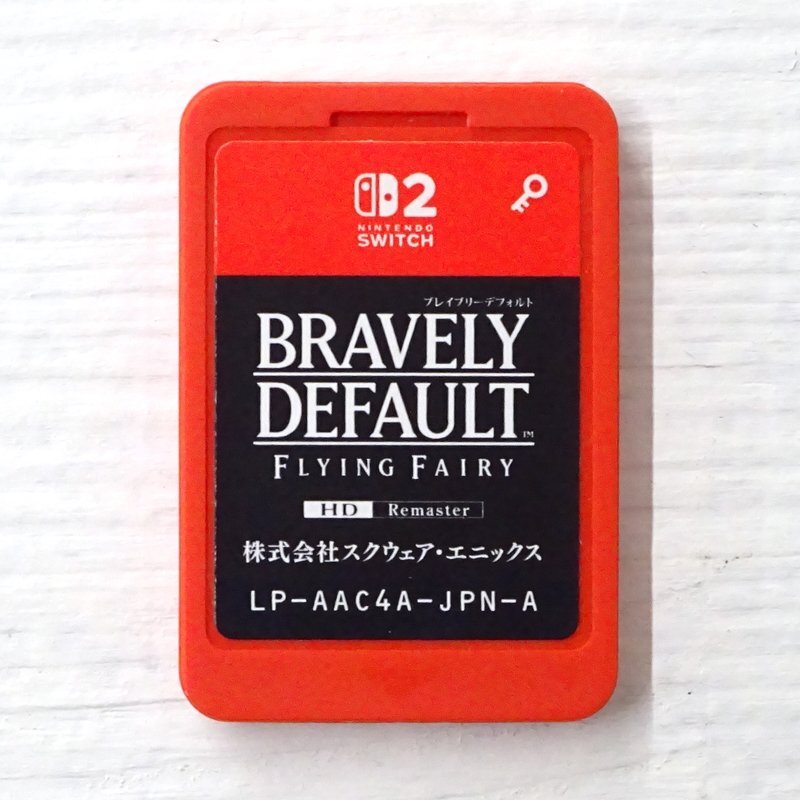 2
NINTENDO
SWITCH
ブレイブリーデフォルト
BRAVELY
DEFAULT™
FLYING FAIRY
HD Remaster
株式会社スクウェア・エニックス
LP-AAC4A-JPN-A